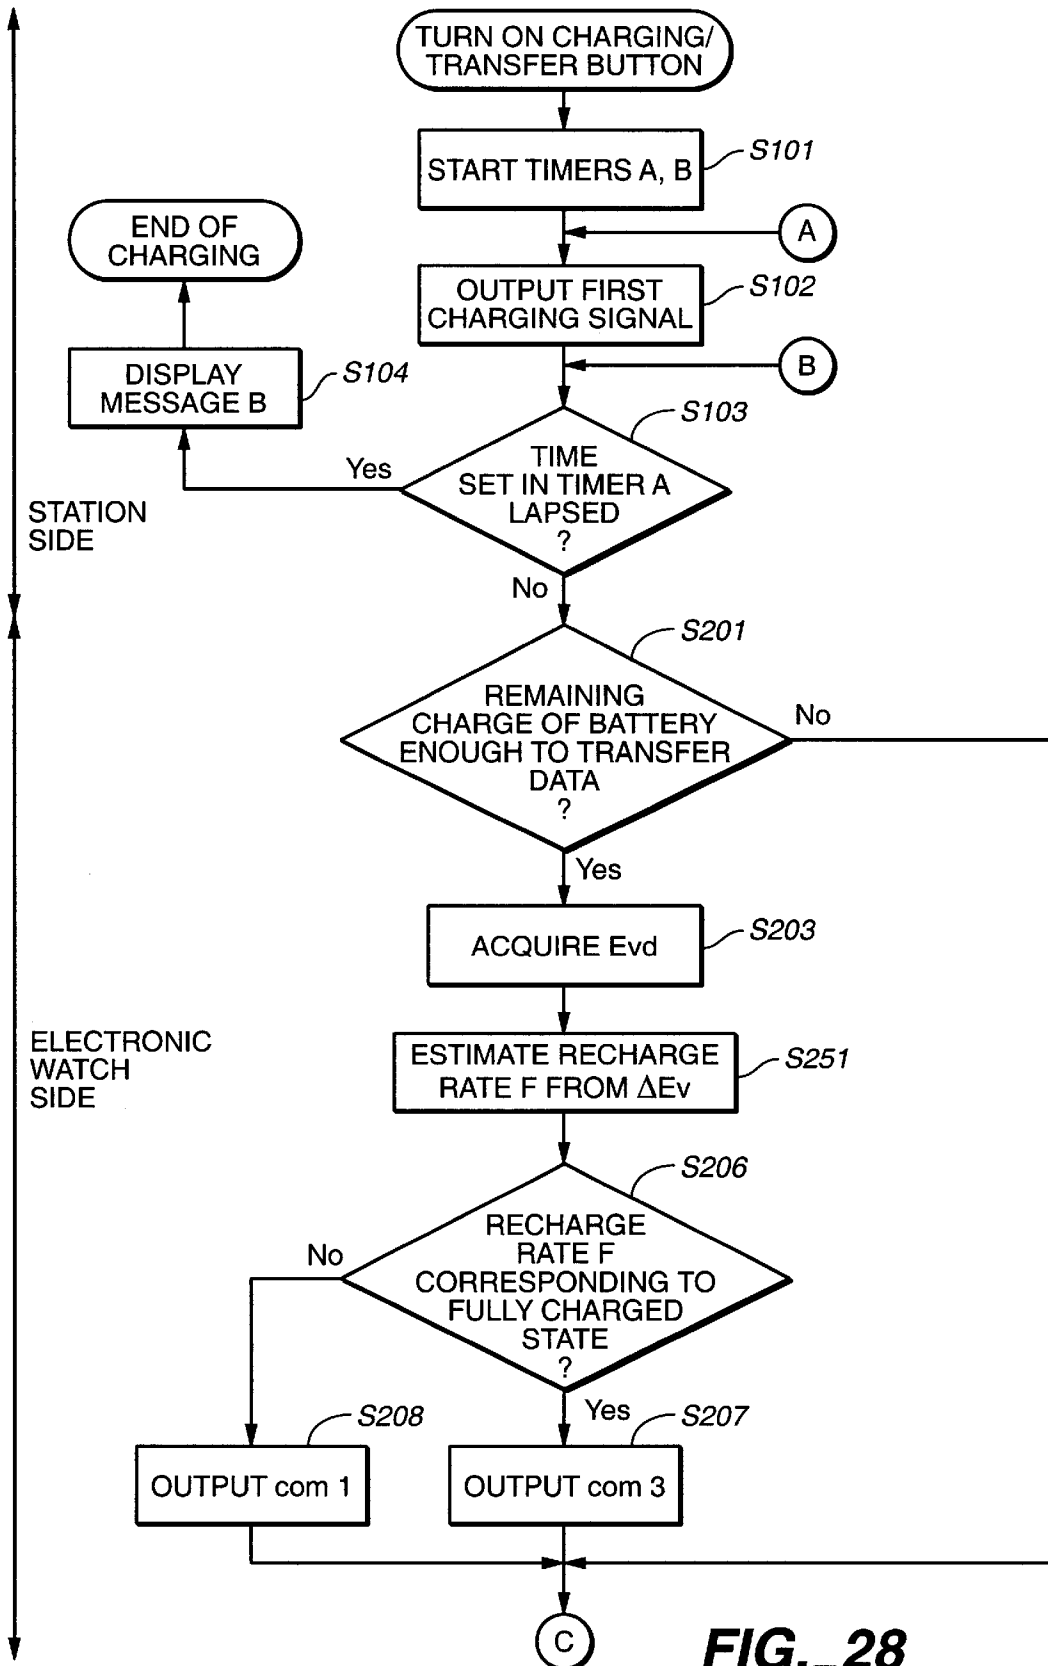 TURN ON CHARGING/
TRANSFER BUTTON
START TIMERS A, B
S101
END OF
CHARGING
A
OUTPUT FIRST
CHARGING SIGNAL
S102
DISPLAY
MESSAGE B
S104
B
S103
TIME
SET IN TIMER A
LAPSED
?
Yes
No
STATION
SIDE
S201
REMAINING
CHARGE OF BATTERY
ENOUGH TO TRANSFER
DATA
?
No
Yes
ACQUIRE Evd
S203
ELECTRONIC
WATCH
SIDE
ESTIMATE RECHARGE
RATE F FROM ΔEv
S251
S206
RECHARGE
RATE F
CORRESPONDING TO
FULLY CHARGED
STATE
?
No
Yes
S208
S207
OUTPUT com 1
OUTPUT com 3
C
FIG._28